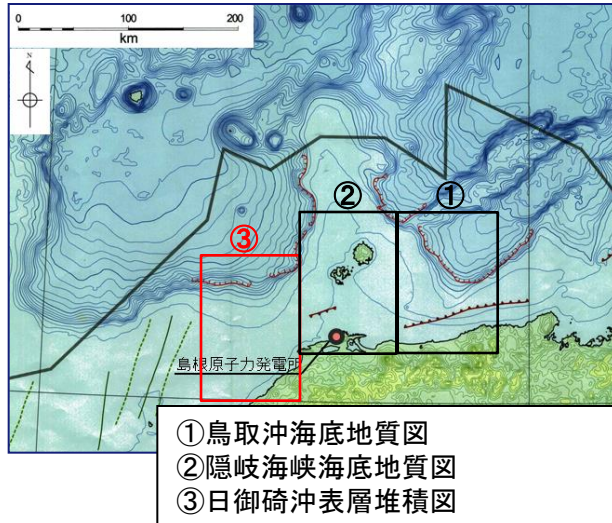 0 100 200
km
N
②
①
③
島根原子力発電所
①鳥取沖海底地質図
②隠岐海峡海底地質図
③日御碕沖表層堆積図